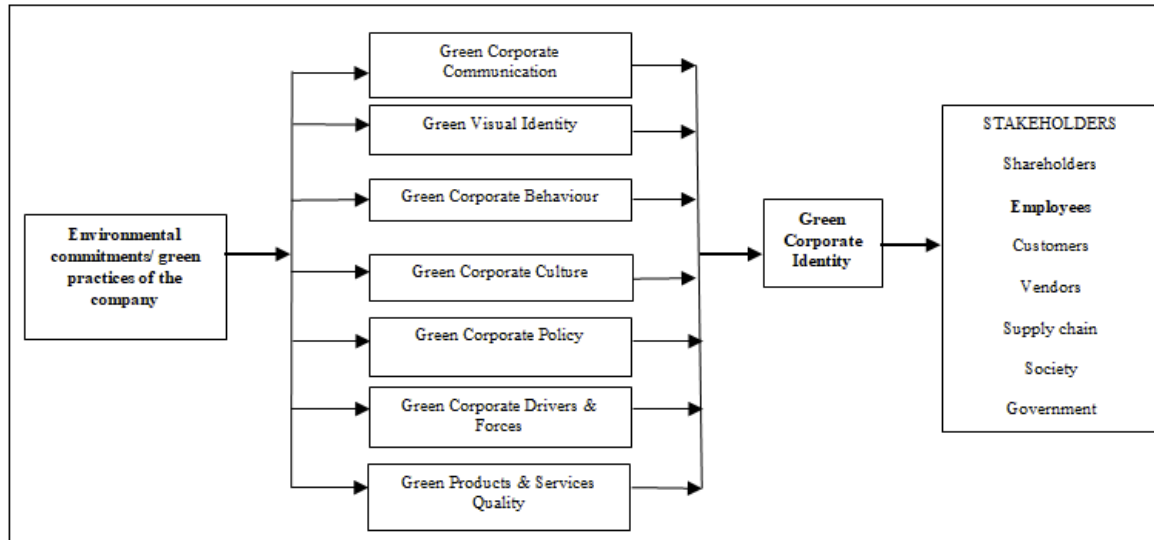 Environmental
commitments/ green
practices of the
company
Green Corporate
Communication
Green Visual Identity
Green Corporate Behaviour
Green Corporate Culture
Green Corporate Policy
Green Corporate Drivers &
Forces
Green Products & Services
Quality
Green
Corporate
Identity
STAKEHOLDERS
Shareholders
Employees
Customers
Vendors
Supply chain
Society
Government